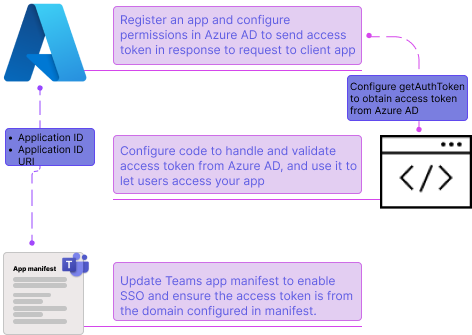 Register an app and configure
permissions in Azure AD to send access
token in response to request to client app
Configure getAuthToken
to obtain access token
from Azure AD
• Application ID
• Application ID
URI
Configure code to handle and validate
access token from Azure AD, and use it to
let users access your app
</>
App manifest
T
Update Teams app manifest to enable
SSO and ensure the access token is from
the domain configured in manifest.